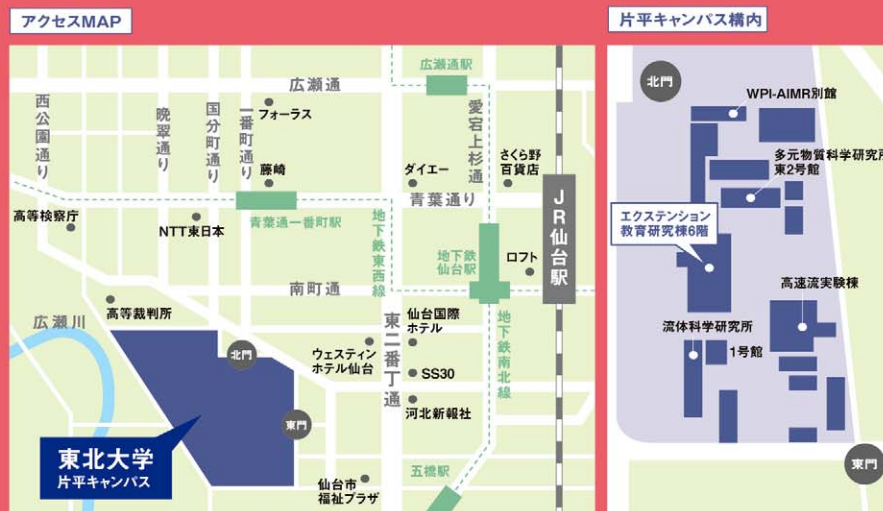 アクセスMAP
広瀬通駅
広瀬通
西公園通り
晩翠通り
国分町通り
一番町通り
フォーラス
愛宕上杉通
藤崎
ダイエー
さくら野
百貨店
青葉通り
高等検察庁
NTT東日本
青葉通一番町駅
地下鉄東西線
地下鉄
仙台駅
ロフト
JR仙台駅
南町通
高等裁判所
広瀬川
北門
ウェスティン
ホテル仙台
東二番丁通
仙台国際
ホテル
地下鉄南北線
SS30
河北新報社
東門
東北大学
片平キャンパス
仙台市
福祉プラザ
五橋駅
片平キャンパス構内
北門
WPI-AIMR別館
多元物質科学研究所
東2号館
エクステンション
教育研究棟6階
高速流実験棟
流体科学研究所
1号館
東門